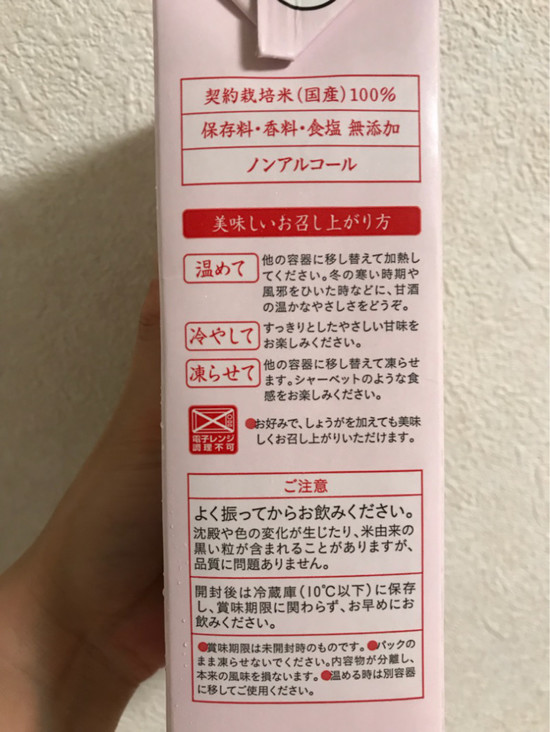 契約栽培米(国産)100%
保存料・香料・食塩 無添加
ノンアルコール
美味しいお召し上がり方
温めて
他の容器に移し替えて加熱し
てください。冬の寒い時期や
風邪をひいた時などに、甘酒
の温かなやさしさをどうぞ。
冷やして
すっきりとしたやさしい甘味を
お楽しみください。
凍らせて
他の容器に移し替えて凍らせ
ます。シャーベットのような食
感をお楽しみください。
電子レンジ
調理不可
●お好みで、しょうがを加えても美味
しくお召し上がりいただけます。
ご注意
よく振ってからお飲みください。
沈殿や色の変化が生じたり、米由来の
黒い粒が含まれることがありますが、
品質に問題ありません。
開封後は冷蔵庫(10℃以下)に保存
し、賞味期限に関わらず、お早めにお
飲みください。
●賞味期限は未開封時のものです。●パックの
まま凍らせないでください。内容物が分離し、
本来の風味を損ないます。●温める時は別容器
に移してご使用ください。